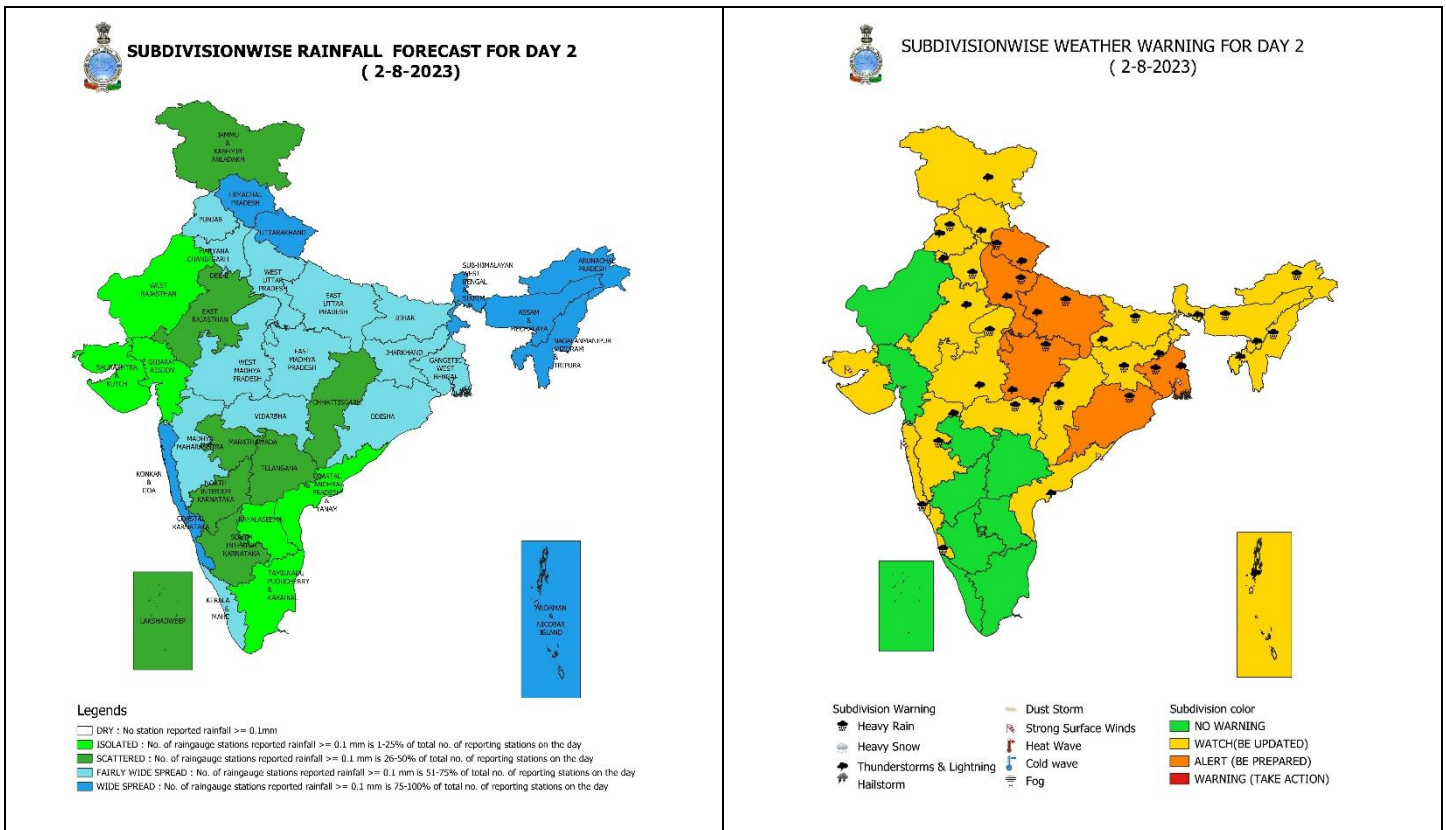 SUBDIVISIONWISE RAINFALL FORECAST FOR DAY 2
( 2-8-2023)
JAMMU
&
KASHMIR
ANLADAKH
HIMACHAL
PRADESH
PUNJAB
UTTARAKHAND
HARYANA
CHANDIGARH
DELHI
WEST
RAJASTHAN
WEST
UTTAR
PRADESH
EAST
UTTAR
PRADESH
EAST
RAJASTHAN
BIHAR
SUB-HIMALAYAN
WEST
BENGAL
&
SIKKIM
ARUNACHAL
PRADESH
ASSAM
&
MEGHALAYA
NAGALANMANIPUR
MIZORAM
&
TRIPURA
SAURASHTRA
&
KUTCH
GUJARAT
REGION
WEST
MADHYA
PRADESH
EAST
MADHYA
PRADESH
JHARKHAND
GANGETIC
WEST
BENGAL
CHHATTISGARH
ODISHA
VIDARBHA
MADHYA
MAHARASHTRA
MARATHAWADA
TELANGANA
KONKAN
&
GOA
NORTH
INTERIOR
KARNATAKA
COASTAL
ANDHRA
PRADESH
&
YANAM
COASTAL
KARNATAKA
RAYALASEEMA
SOUTH
INTERIOR
KARNATAKA
TAMILNADU
PUDUCHERRY
&
KARAIKAL
KERALA
&
MAHE
LAKSHADWEEP
ANDAMAN
&
NICOBAR
ISLAND
Legends
DRY : No station reported rainfall >= 0.1mm
ISOLATED : No. of raingauge stations reported rainfall >= 0.1 mm is 1-25% of total no. of reporting stations on the day
SCATTERED : No. of raingauge stations reported rainfall >= 0.1 mm is 26-50% of total no. of reporting stations on the day
FAIRLY WIDE SPREAD : No. of raingauge stations reported rainfall >= 0.1 mm is 51-75% of total no. of reporting stations on the day
WIDE SPREAD : No. of raingauge stations reported rainfall >= 0.1 mm is 75-100% of total no. of reporting stations on the day
SUBDIVISIONWISE WEATHER WARNING FOR DAY 2
( 2-8-2023)
Subdivision Warning
Heavy Rain
Heavy Snow
Thunderstorms & Lightning
Hailstorm
Dust Storm
Strong Surface Winds
Heat Wave
Cold wave
Fog
Subdivision color
NO WARNING
WATCH(BE UPDATED)
ALERT (BE PREPARED)
WARNING (TAKE ACTION)